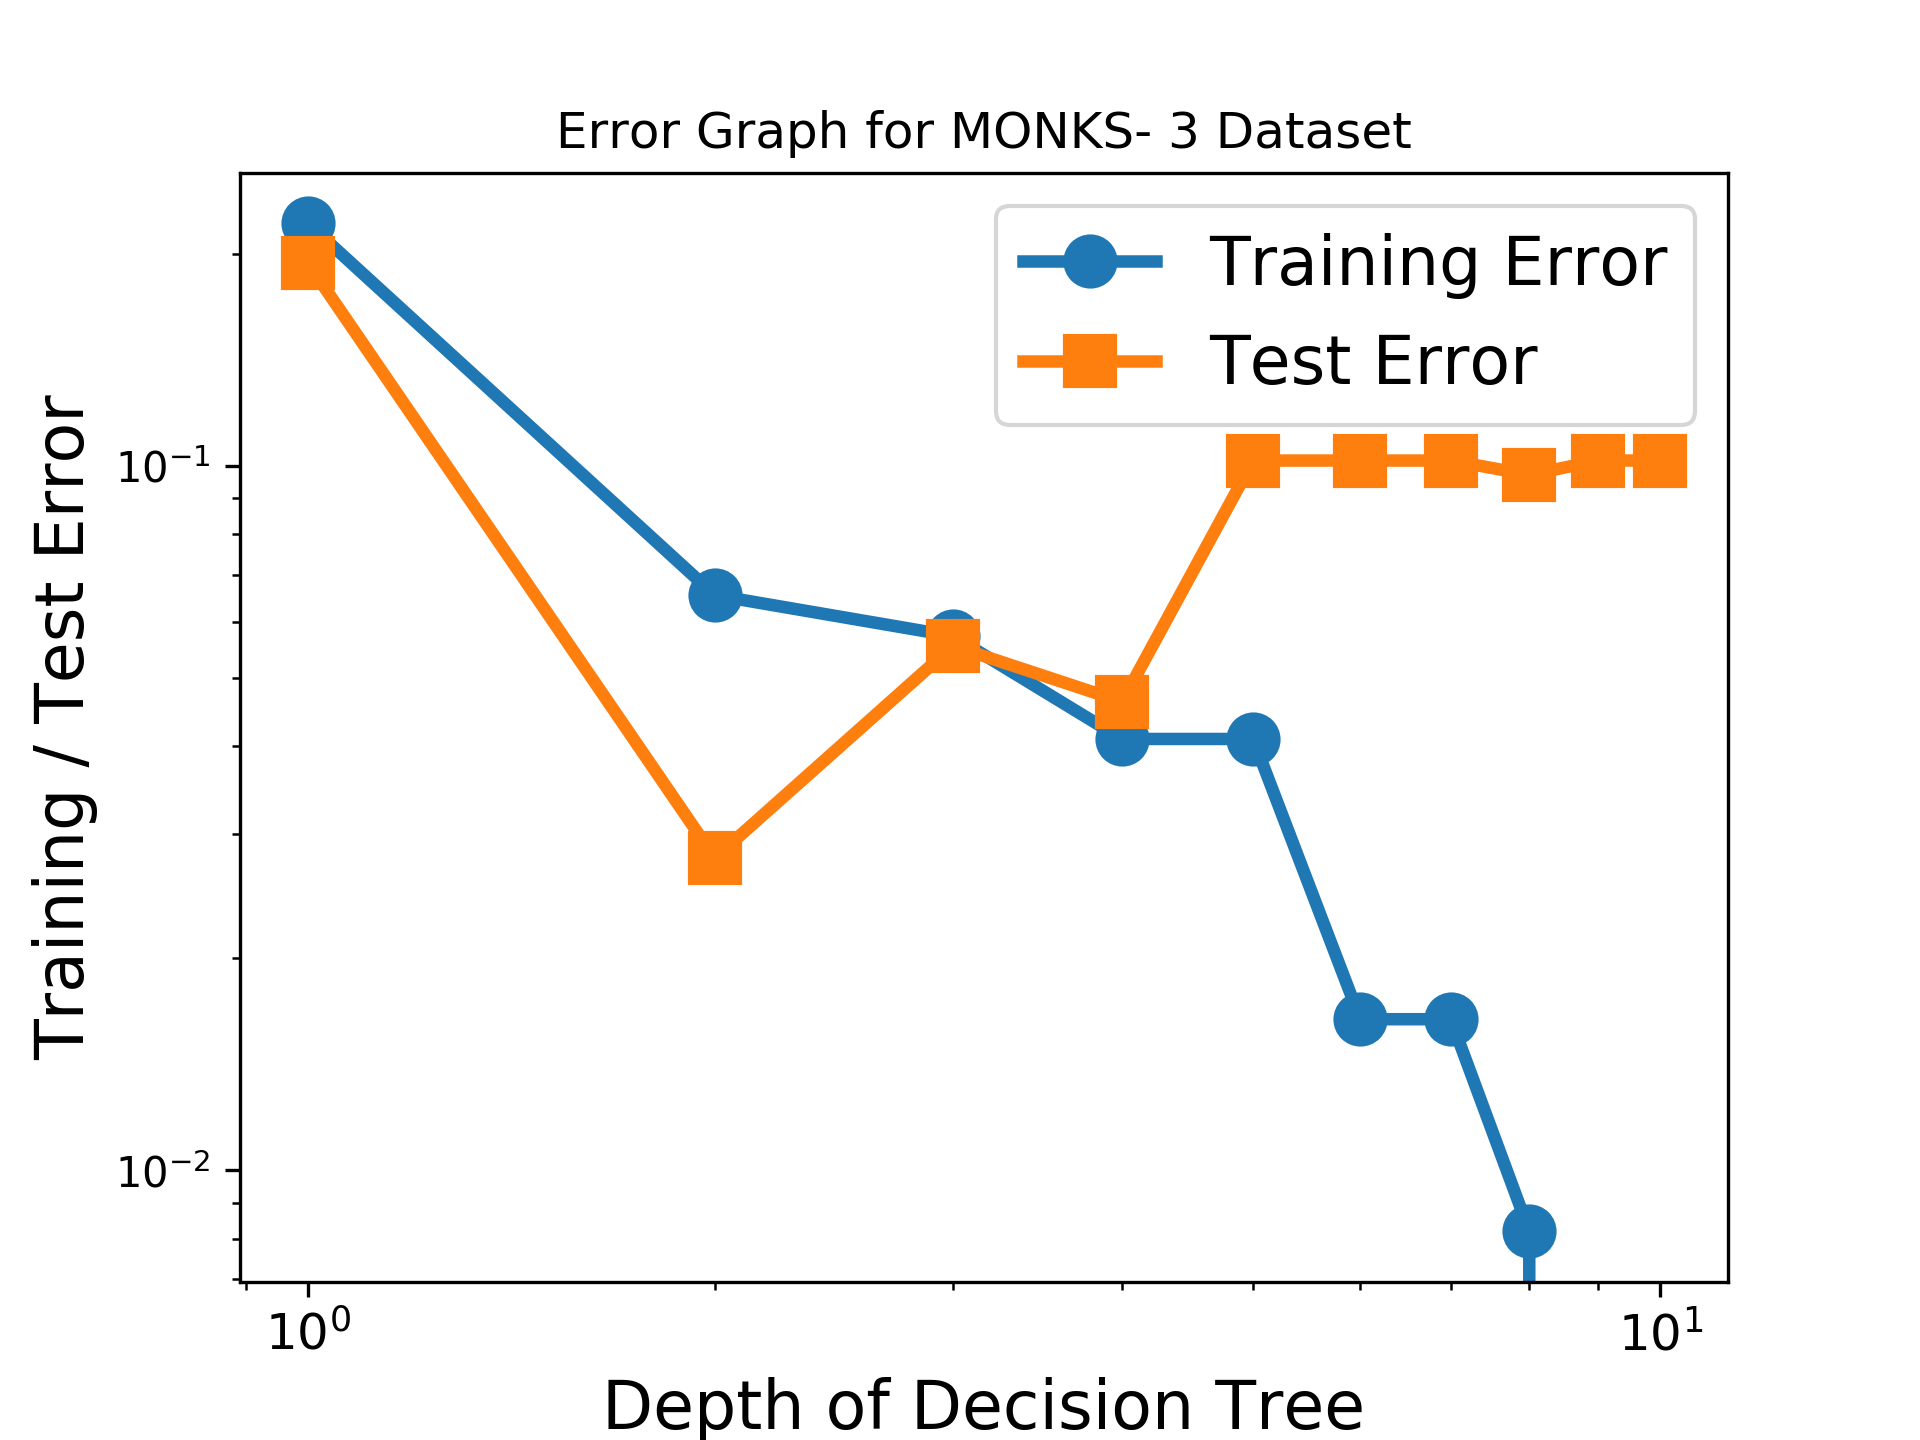 Error Graph for MONKS- 3 Dataset
Training Error
Test Error
Training / Test Error
10⁻¹
10⁻²
10⁰
10¹
Depth of Decision Tree